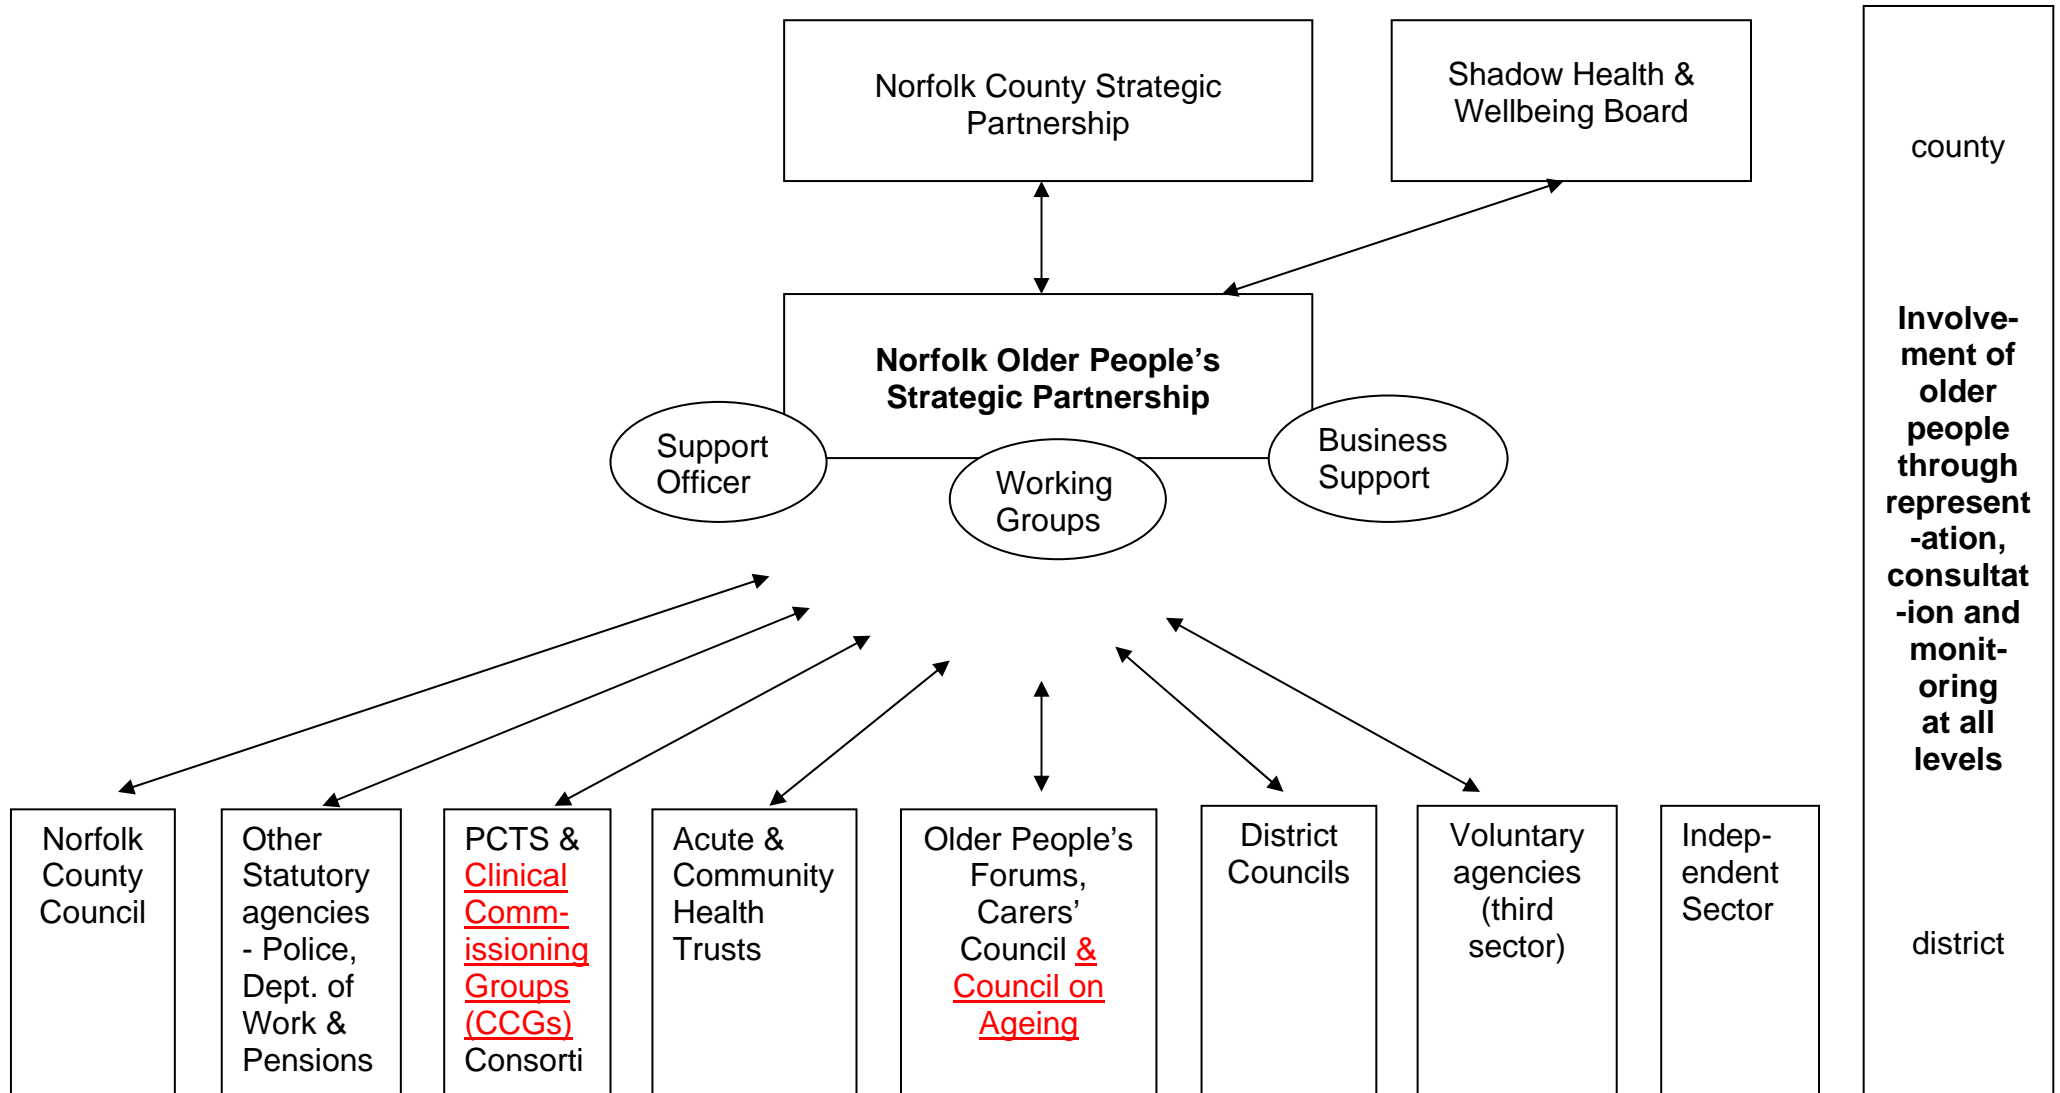 Norfolk County Strategic
Partnership
Shadow Health &
Wellbeing Board
Norfolk Older People’s
Strategic Partnership
Support
Officer
Working
Groups
Business
Support
Norfolk
County
Council
Other
Statutory
agencies
- Police,
Dept. of
Work &
Pensions
PCTS &
Clinical
Comm-
issioning
Groups
(CCGs)
Consorti
Acute &
Community
Health
Trusts
Older People’s
Forums,
Carers’
Council &
Council on
Ageing
District
Councils
Voluntary
agencies
(third
sector)
Indep-
endent
Sector
county
Involve-
ment of
older
people
through
represent
-ation,
consultat
-ion and
monit-
oring
at all
levels
district